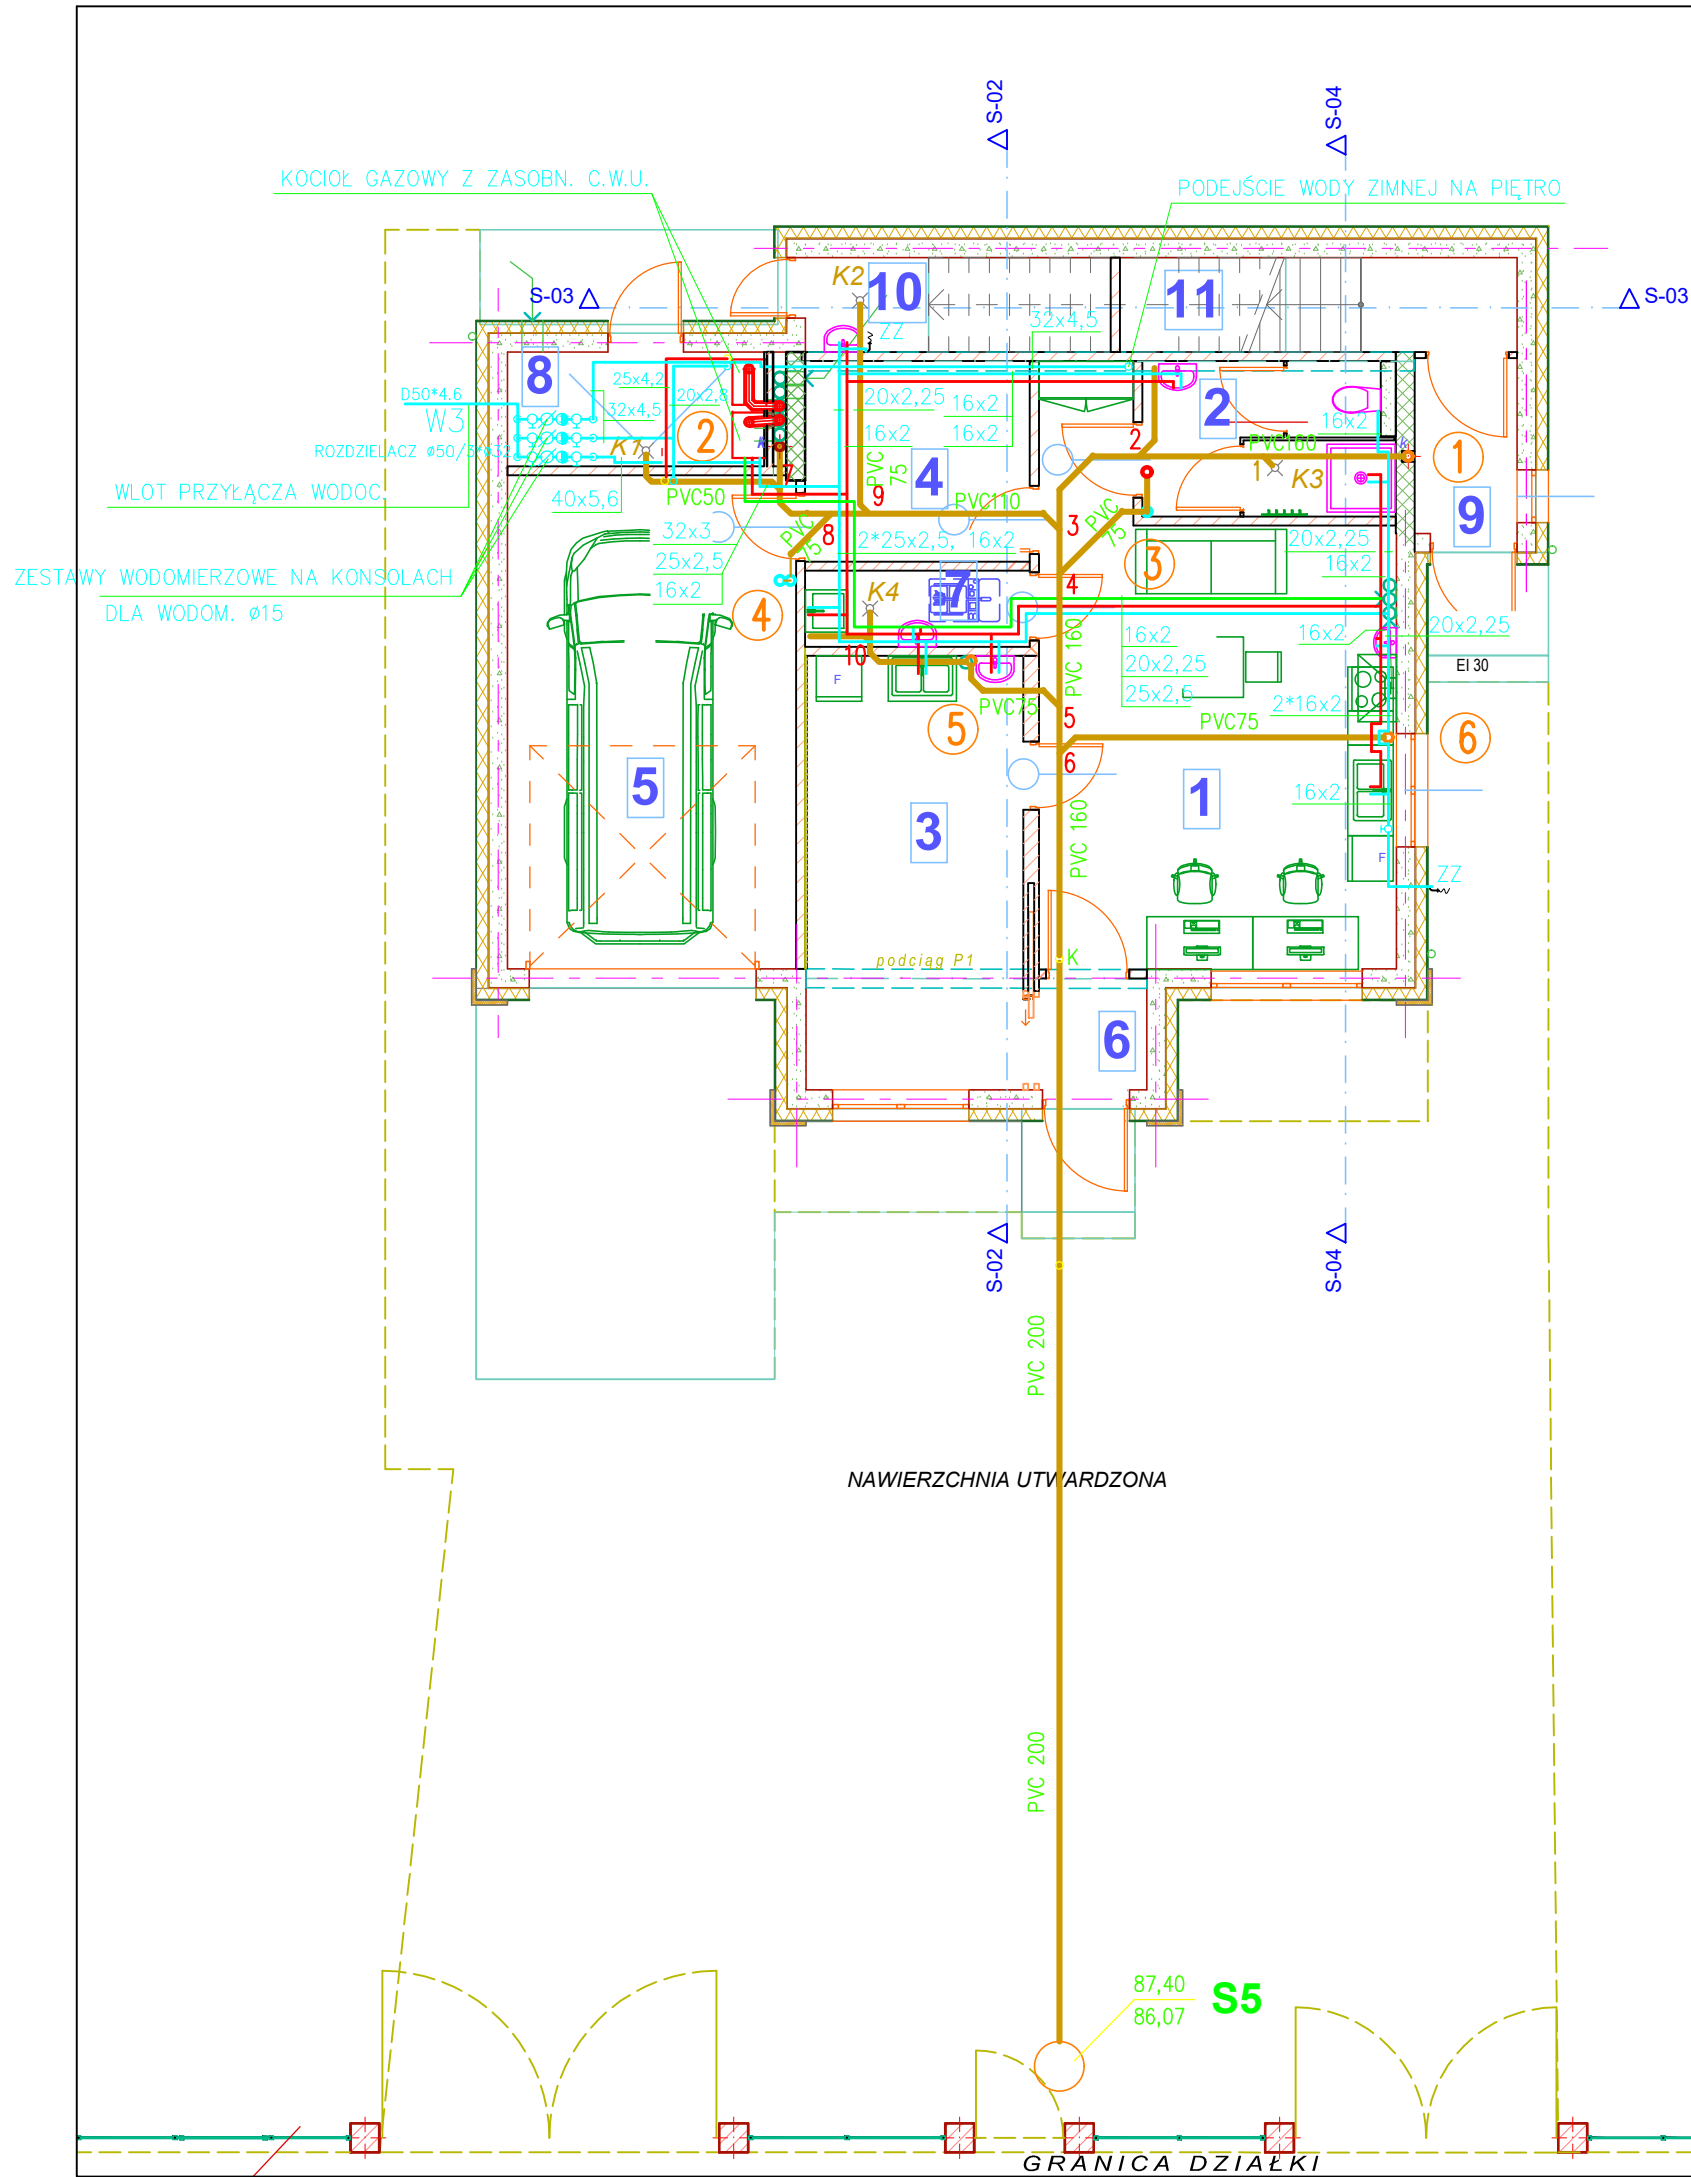 S-02
S-04
KOCIOŁ GAZOWY Z ZASOBN. C.W.U.
PODEJŚCIE WODY ZIMNEJ NA PIĘTRO
K2
10
11
S-03
S-03
32x4,5
ZZ
8
25x4,2
20x2,8
D50*4.6
W3
32x4,5
2
20x2,25
16x2
16x2
16x2
2
16x2
ROZDZIELACZ ø50/3*ø32
K1
k
2
PVC160
k
1
PVC
75
4
1
K3
WLOT PRZYŁĄCZA WODOC.
40x5,6
PVC50
7
9
PVC110
9
32x3
PVC
75
8
2*25x2,5, 16x2
3
PVC
75
3
20x2,25
25x2,5
16x2
ZESTAWY WODOMIERZOWE NA KONSOLACH
16x2
7
4
DLA WODOM. ø15
4
K4
16x2
16x2
20x2,25
10
PVC 160
20x2,25
EI 30
F
25x2,5
PVC75
2*16x2
5
5
PVC75
6
6
5
1
16x2
3
PVC 160
F
ZZ
podciąg P1
K
6
S-02
S-04
PVC 200
NAWIERZCHNIA UTWARDZONA
PVC 200
87,40
S5
86,07
GRANICA DZIAŁKI